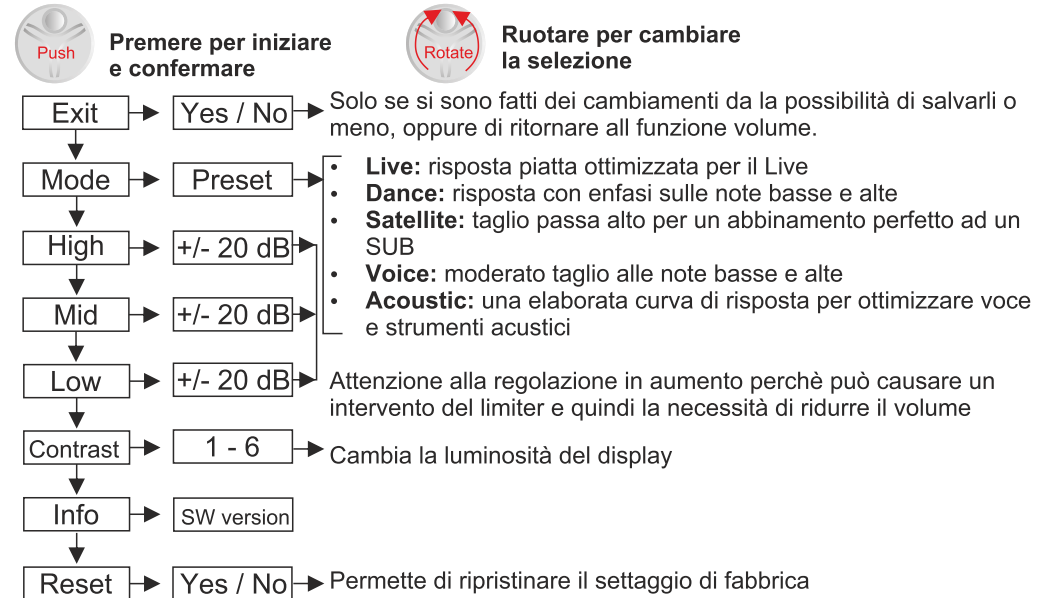 Push
Premere per iniziare
e confermare
Rotate
Ruotare per cambiare
la selezione
Exit
Yes / No
Solo se si sono fatti dei cambiamenti da la possibilità di salvarli o
meno, oppure di ritornare all funzione volume.
Mode
Preset
• Live: risposta piatta ottimizzata per il Live
• Dance: risposta con enfasi sulle note basse e alte
• Satellite: taglio passa alto per un abbinamento perfetto ad un
SUB
• Voice: moderato taglio alle note basse e alte
• Acoustic: una elaborata curva di risposta per ottimizzare voce
e strumenti acustici
High
+/- 20 dB
Mid
+/- 20 dB
Low
+/- 20 dB
Attenzione alla regolazione in aumento perchè può causare un
intervento del limiter e quindi la necessità di ridurre il volume
Contrast
1 - 6
Cambia la luminosità del display
Info
SW version
Reset
Yes / No
Permette di ripristinare il settaggio di fabbrica